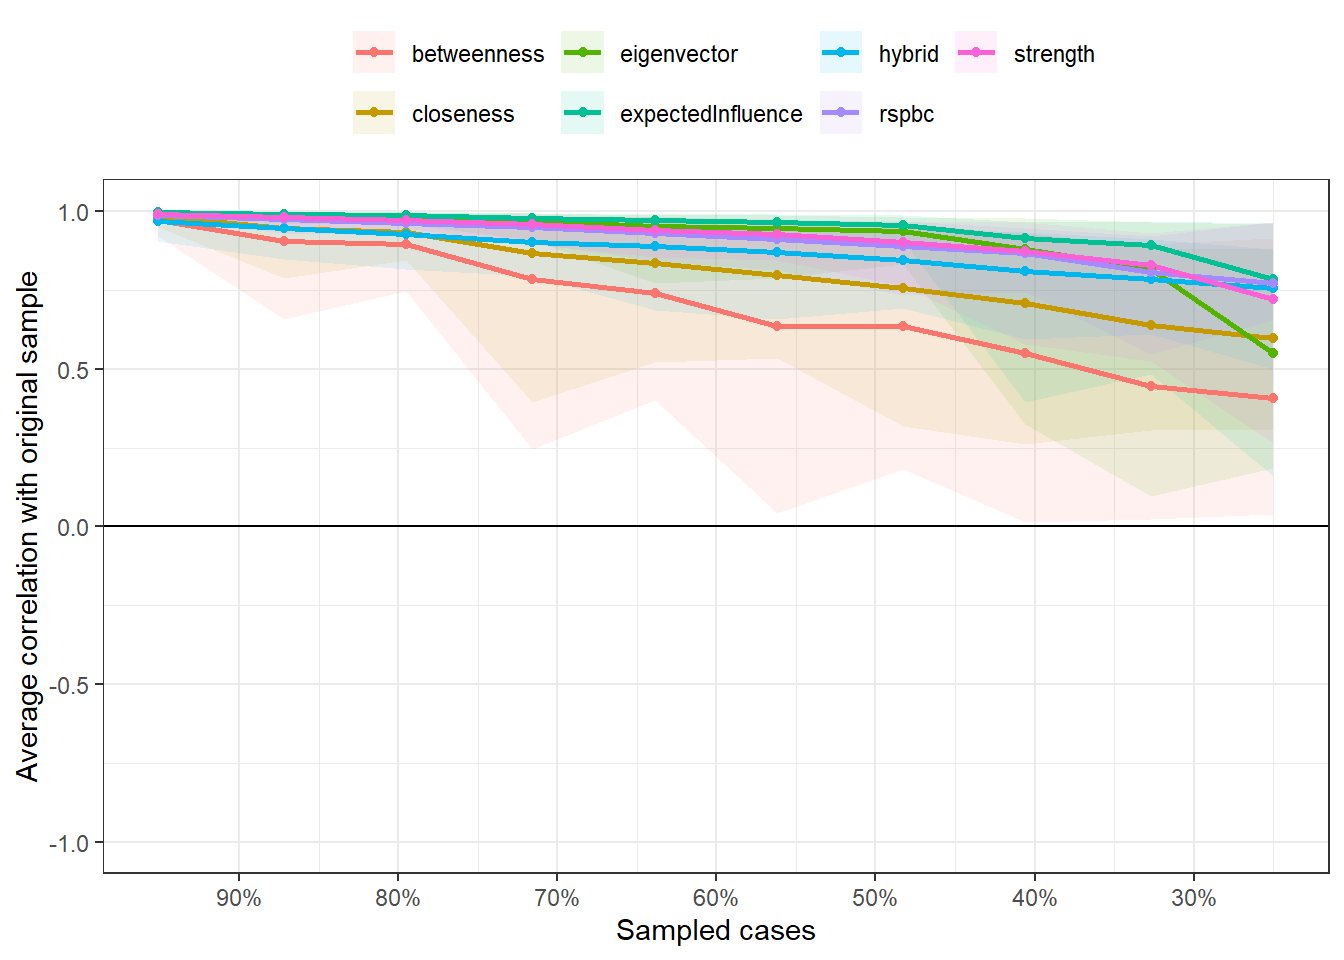 betweenness eigenvector hybrid strength
closeness expectedInfluence rspbc
Average correlation with original sample
1.0
0.5
0.0
-0.5
-1.0
90% 80% 70% 60% 50% 40% 30%
Sampled cases